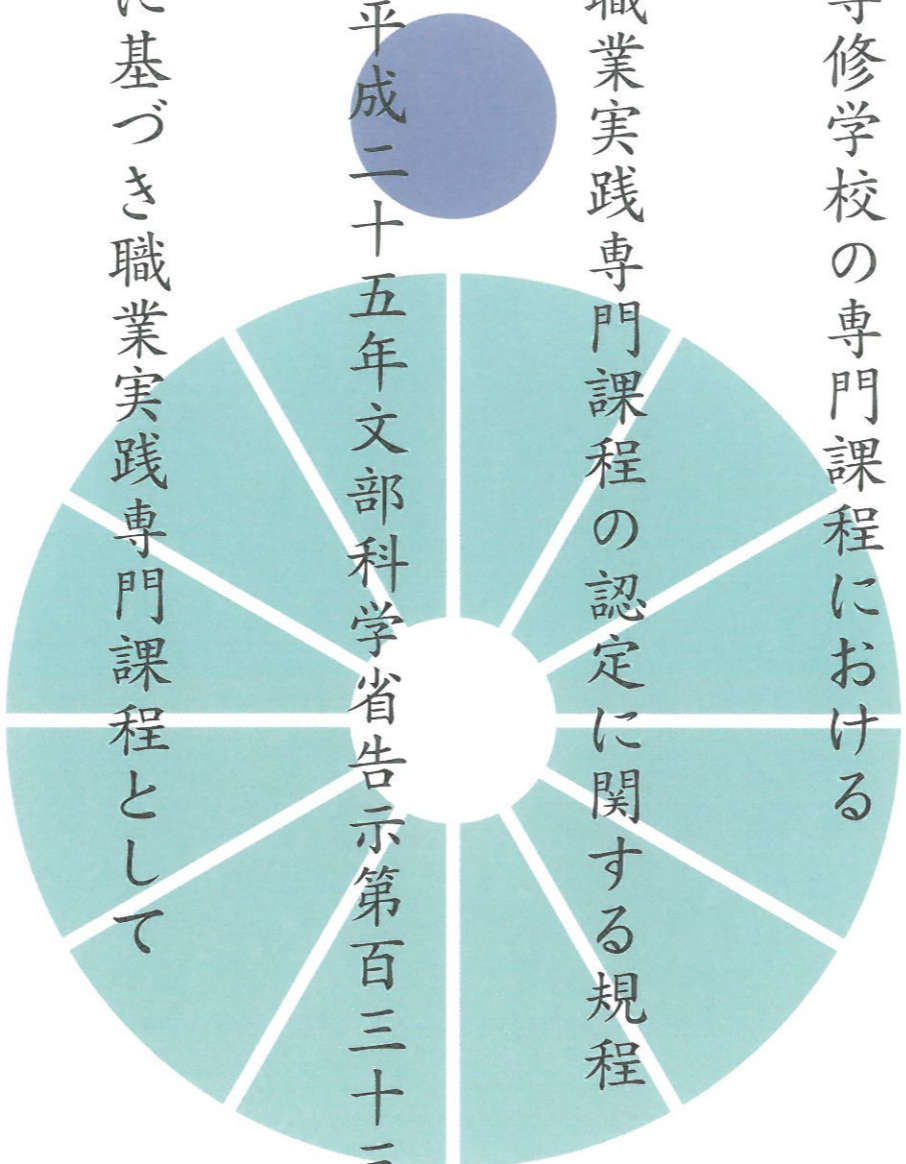 専修学校の専門課程における
職業実践専門課程の認定に関する規程
平成二十五年文部科学省告示第百三十三
に基づき職業実践専門課程として